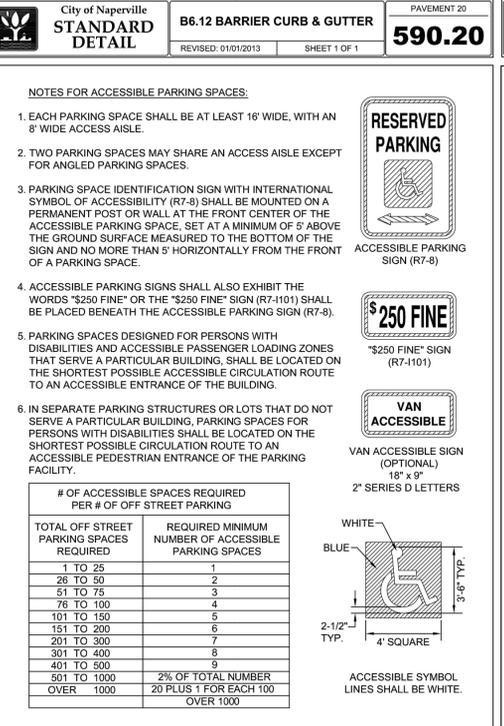 City of Naperville
STANDARD
DETAIL
B6.12 BARRIER CURB & GUTTER
REVISED: 01/01/2013
SHEET 1 OF 1
PAVEMENT 20
590.20
NOTES FOR ACCESSIBLE PARKING SPACES:
1. EACH PARKING SPACE SHALL BE AT LEAST 16' WIDE, WITH AN
8' WIDE ACCESS AISLE.
2. TWO PARKING SPACES MAY SHARE AN ACCESS AISLE EXCEPT
FOR ANGLED PARKING SPACES.
3. PARKING SPACE IDENTIFICATION SIGN WITH INTERNATIONAL
SYMBOL OF ACCESSIBILITY (R7-8) SHALL BE MOUNTED ON A
PERMANENT POST OR WALL AT THE FRONT CENTER OF THE
ACCESSIBLE PARKING SPACE, SET AT A MINIMUM OF 5' ABOVE
THE GROUND SURFACE MEASURED TO THE BOTTOM OF THE
SIGN AND NO MORE THAN 5' HORIZONTALLY FROM THE FRONT
OF A PARKING SPACE.
4. ACCESSIBLE PARKING SIGNS SHALL ALSO EXHIBIT THE
WORDS "$250 FINE" OR THE "$250 FINE" SIGN (R7-I101) SHALL
BE PLACED BENEATH THE ACCESSIBLE PARKING SIGN (R7-8).
5. PARKING SPACES DESIGNED FOR PERSONS WITH
DISABILITIES AND ACCESSIBLE PASSENGER LOADING ZONES
THAT SERVE A PARTICULAR BUILDING, SHALL BE LOCATED ON
THE SHORTEST POSSIBLE ACCESSIBLE CIRCULATION ROUTE
TO AN ACCESSIBLE ENTRANCE OF THE BUILDING.
6. IN SEPARATE PARKING STRUCTURES OR LOTS THAT DO NOT
SERVE A PARTICULAR BUILDING, PARKING SPACES FOR
PERSONS WITH DISABILITIES SHALL BE LOCATED ON THE
SHORTEST POSSIBLE CIRCULATION ROUTE TO AN
ACCESSIBLE PEDESTRIAN ENTRANCE OF THE PARKING
FACILITY.
# OF ACCESSIBLE SPACES REQUIRED
PER # OF OFF STREET PARKING
TOTAL OFF STREET
PARKING SPACES
REQUIRED
REQUIRED MINIMUM
NUMBER OF ACCESSIBLE
PARKING SPACES
1 TO 25 1
26 TO 50 2
51 TO 75 3
76 TO 100 4
101 TO 150 5
151 TO 200 6
201 TO 300 7
301 TO 400 8
401 TO 500 9
501 TO 1000 2% OF TOTAL NUMBER
OVER 1000 20 PLUS 1 FOR EACH 100
OVER 1000
RESERVED
PARKING
ACCESSIBLE PARKING
SIGN (R7-8)
$250 FINE
"$250 FINE" SIGN
(R7-I101)
VAN
ACCESSIBLE
VAN ACCESSIBLE SIGN
(OPTIONAL)
18" x 9"
2" SERIES D LETTERS
WHITE
BLUE
3'-6" TYP.
2-1/2"
TYP.
4' SQUARE
ACCESSIBLE SYMBOL
LINES SHALL BE WHITE.